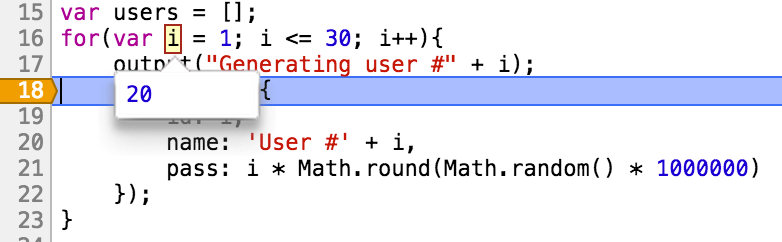 15 var users = [];
16 for(var i = 1; i <= 30; i++){
17 output("Generating user #" + i);
18 {
20
19 id: i,
20 name: 'User #' + i,
21 pass: i * Math.round(Math.random() * 1000000)
22 });
23 }